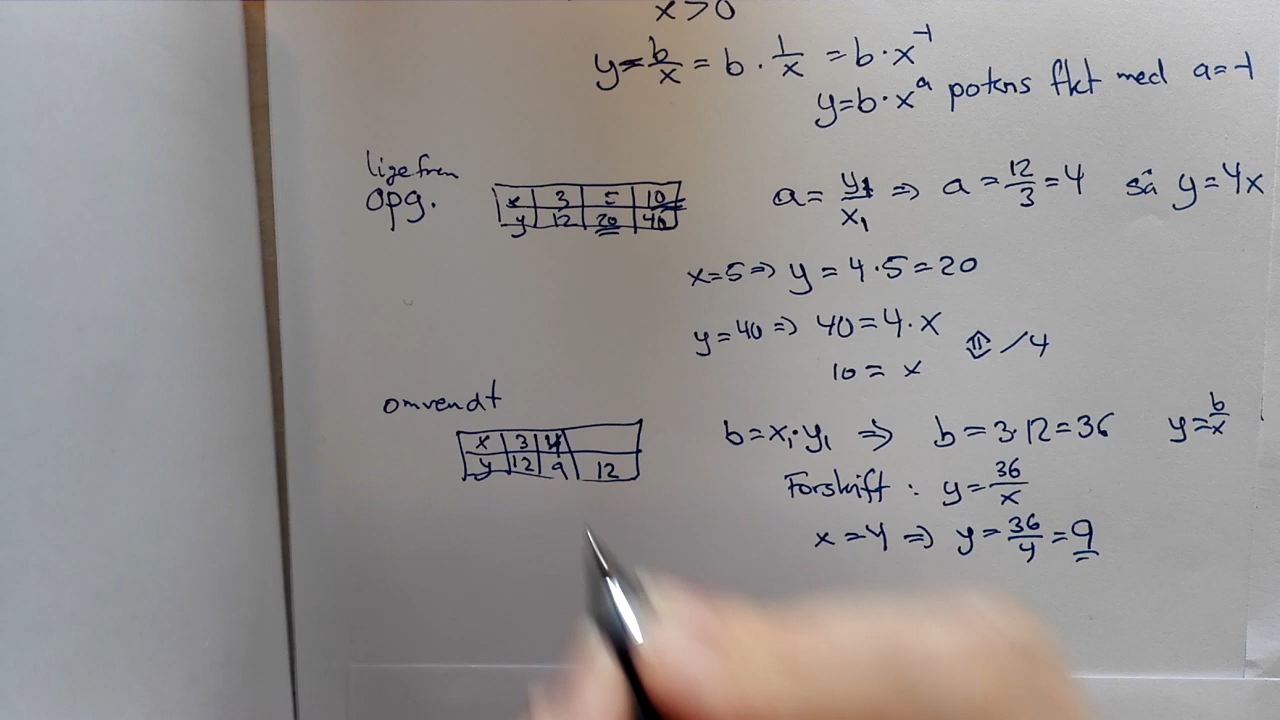 x > 0
y = b/x = b · 1/x = b · x⁻¹
y = b · xᵃ potens fkt med a = -1
ligefrem
opg.
x 3 5 10
y 12 20 40
a = y₁/x₁ ⇒ a = 12/3 = 4 så y = 4x
x = 5 ⇒ y = 4 · 5 = 20
y = 40 ⇒ 40 = 4 · x
⇕ /4
10 = x
omvendt
x 3 4
y 12 9 12
b = x₁ · y₁ ⇒ b = 3 · 12 = 36 y = b/x
Forskift : y = 36/x
x = 4 ⇒ y = 36/4 = 9